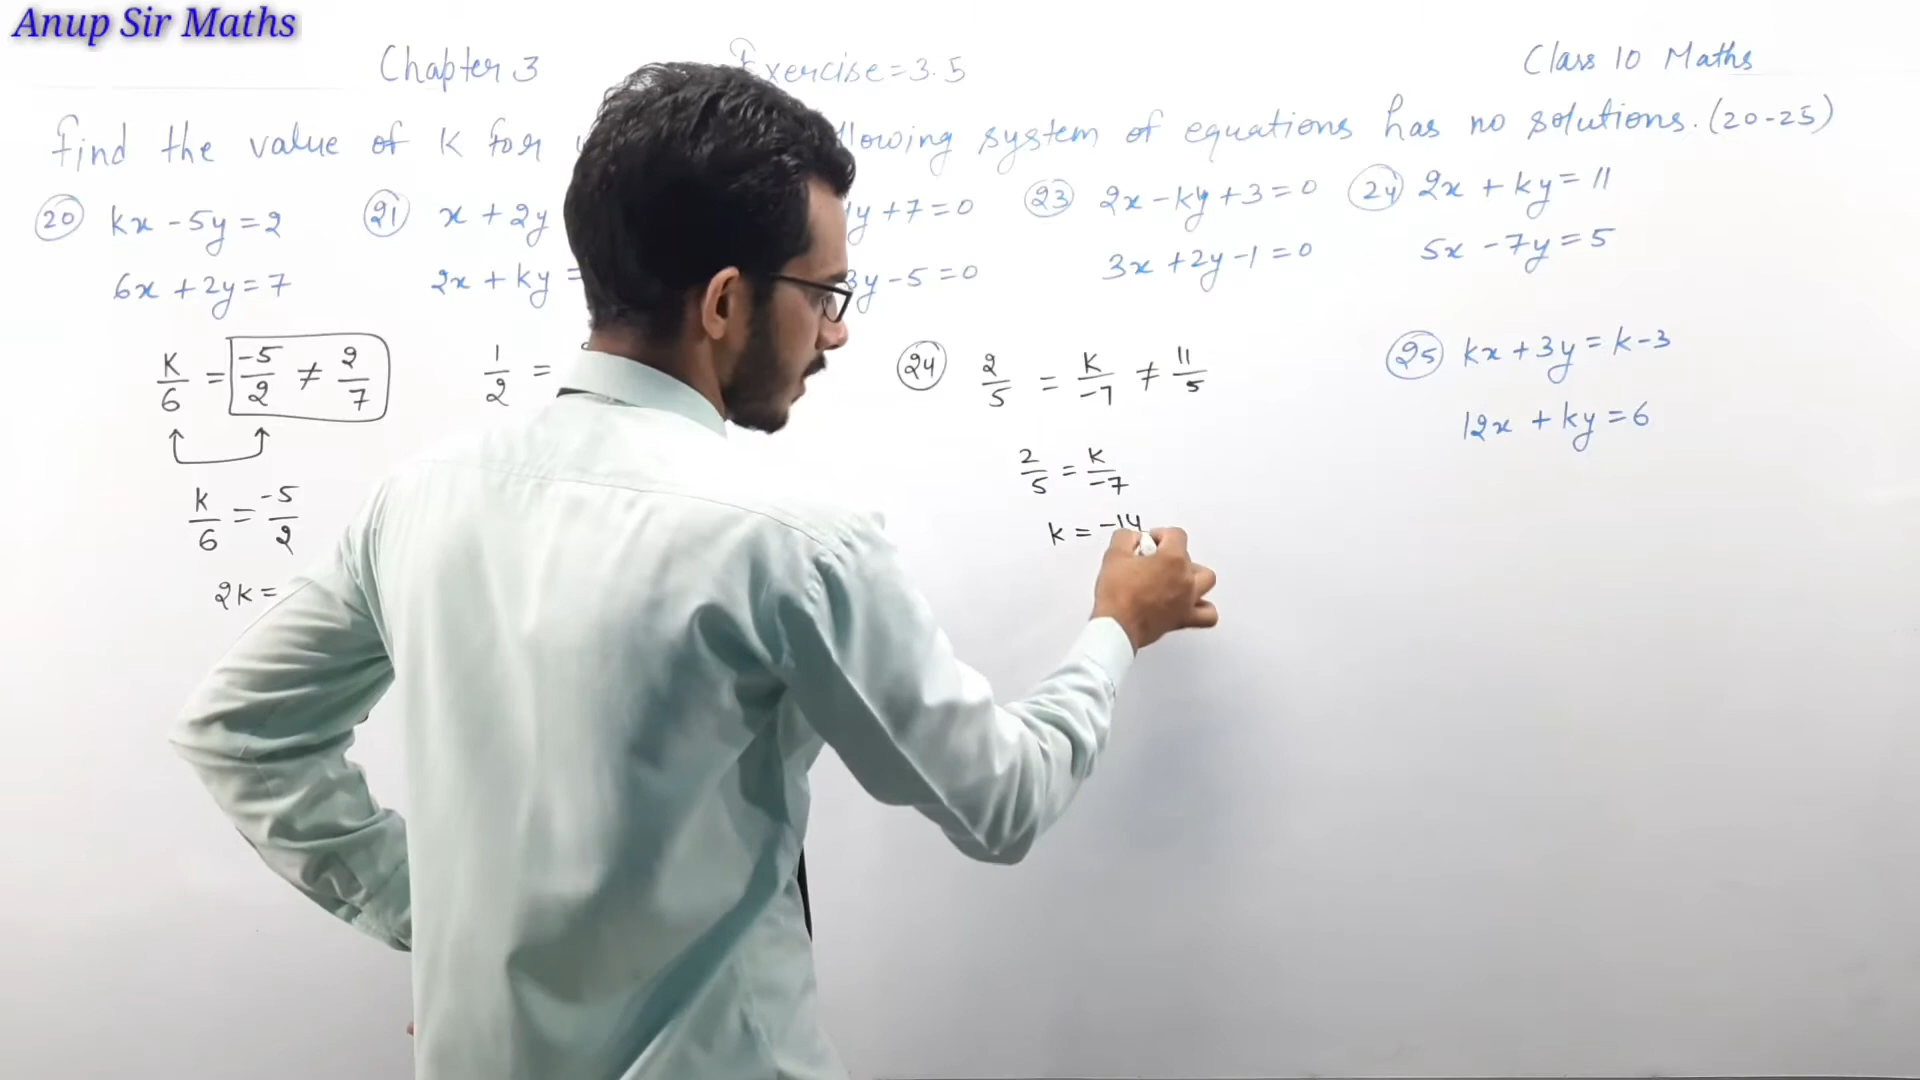 Anup Sir Maths
Chapter 3 Exercise = 3.5 Class 10 Maths
find the value of K for llowing system of equations has no solutions. (20-25)
20 kx - 5y = 2
6x + 2y = 7
21 x + 2y
2x + ky =
y + 7 = 0
3y - 5 = 0
23 2x - ky + 3 = 0
3x + 2y - 1 = 0
24 2x + ky = 11
5x - 7y = 5
K/6 = -5/2 ≠ 2/7
k/6 = -5/2
2K =
1/2 =
24 2/5 = k/-7 ≠ 11/5
2/5 = k/-7
k = -14
25 kx + 3y = k - 3
12x + ky = 6